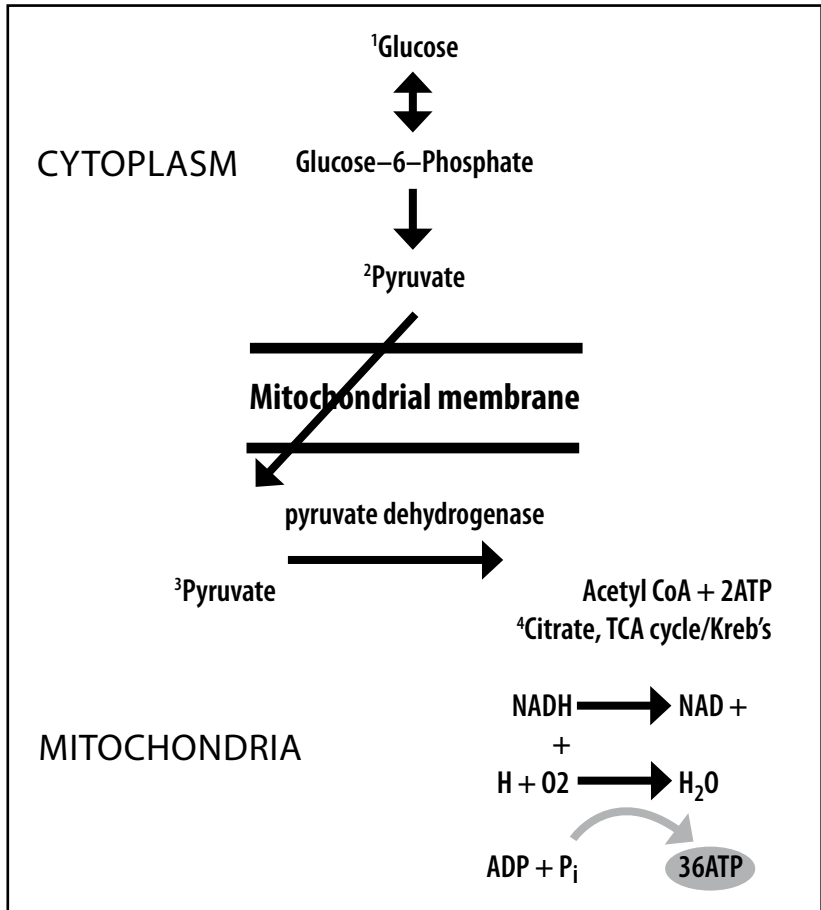 ¹Glucose
CYTOPLASM
Glucose–6–Phosphate
²Pyruvate
Mitochondrial membrane
pyruvate dehydrogenase
³Pyruvate
Acetyl CoA + 2ATP
⁴Citrate, TCA cycle/Kreb’s
NADH NAD +
+
MITOCHONDRIA
H + O2 H₂O
ADP + Pᵢ 36ATP